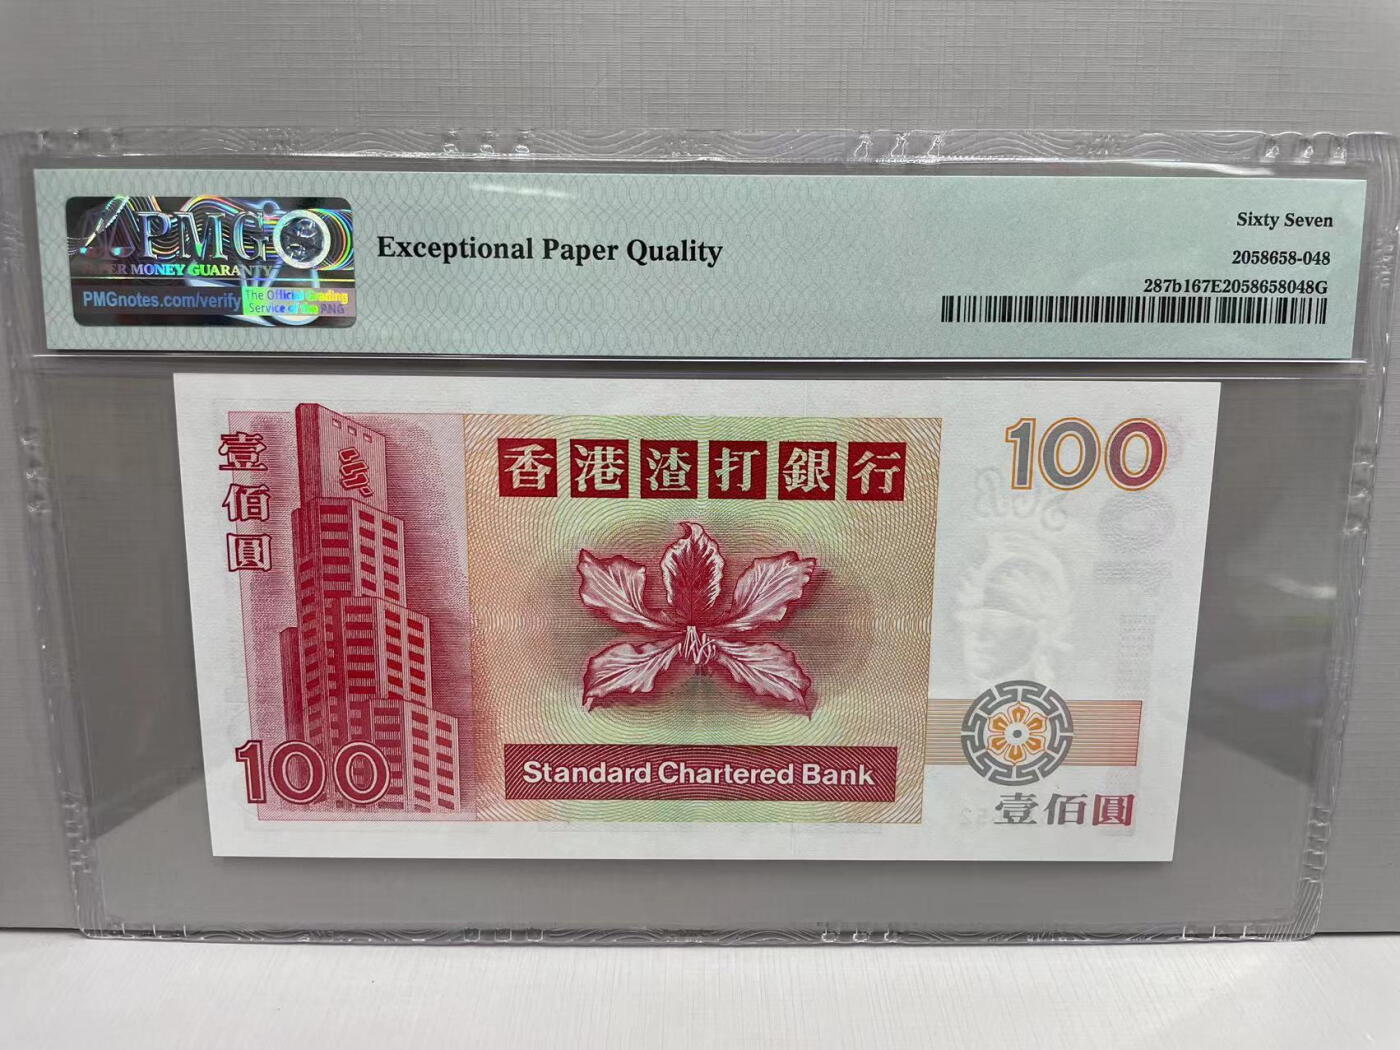 PMG
PAPER MONEY GUARANTY
PMGnotes.com/verify
The Official Grading
Service of the PNG
Exceptional Paper Quality
Sixty Seven
2058658-048
287b167E2058658048G
壹佰圓
香港渣打銀行
100
Standard Chartered Bank
100
壹佰圓